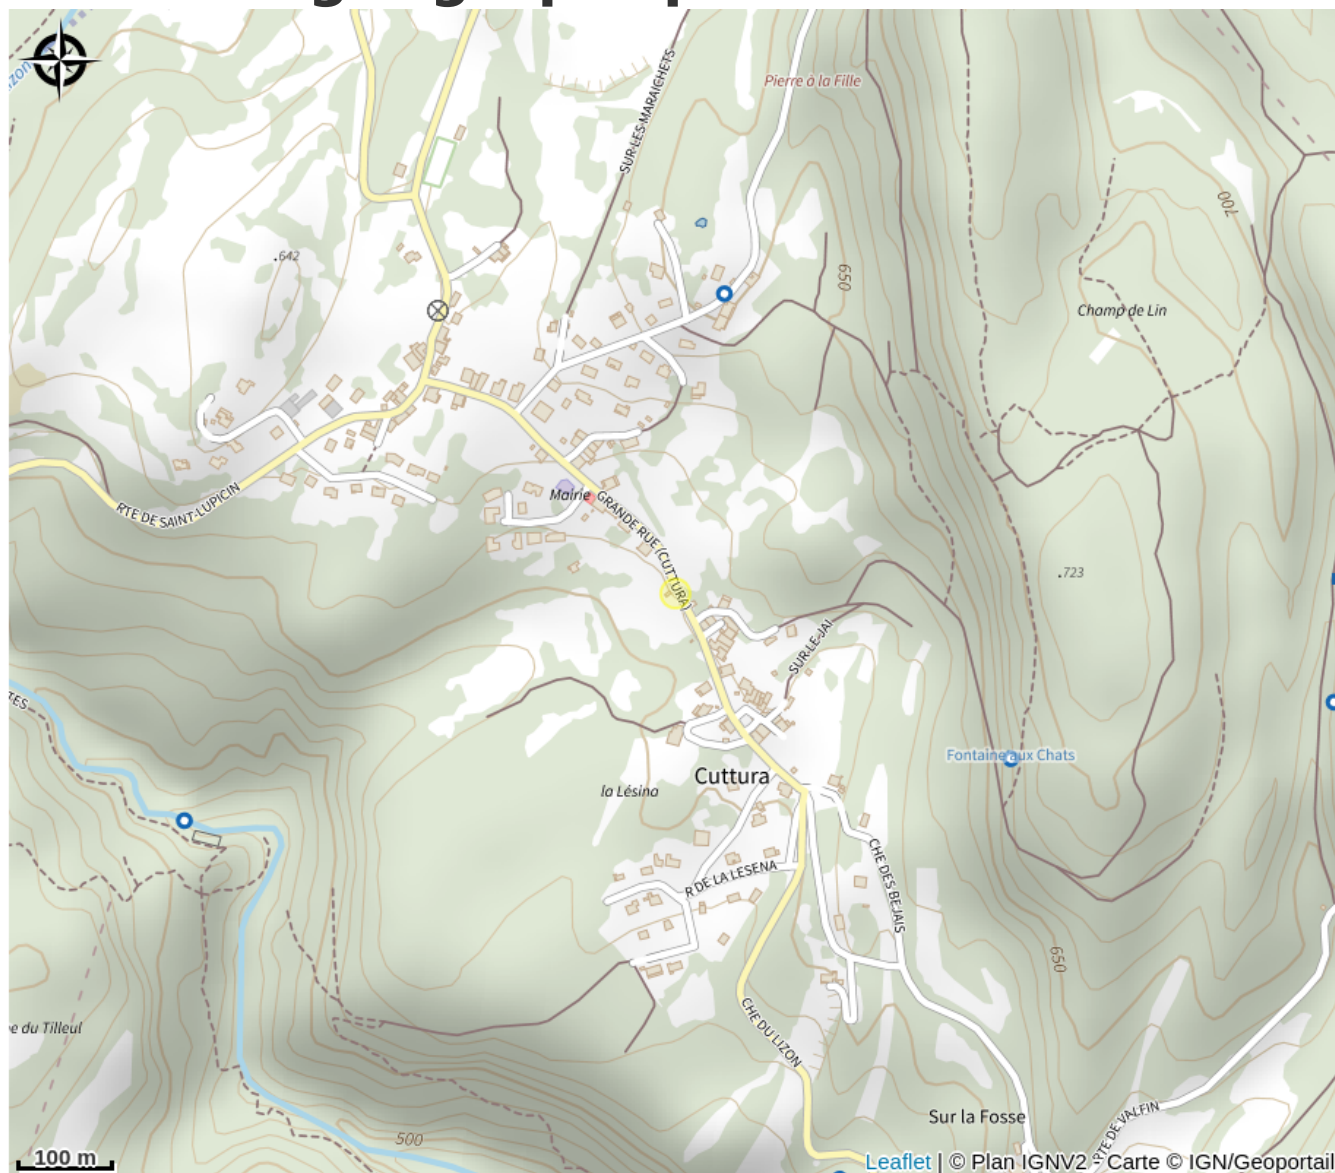 Pierre à la Fille
SUR LES MARAICHETS
700
.642
650
Champ de Lin
RTE DE SAINT-LUPICIN
Mairie
GRANDE RUE (CUTTURA)
.723
SUR LE JAI
Fontaine aux Chats
Cuttura
la Lésina
R DE LA LESENA
CHE DES BEJAIS
650
CHE DU LIZON
Sur la Fosse
RTE DE VALFIN
500
100 m
Leaflet | © Plan IGNV2 - Carte © IGN/Geoportail